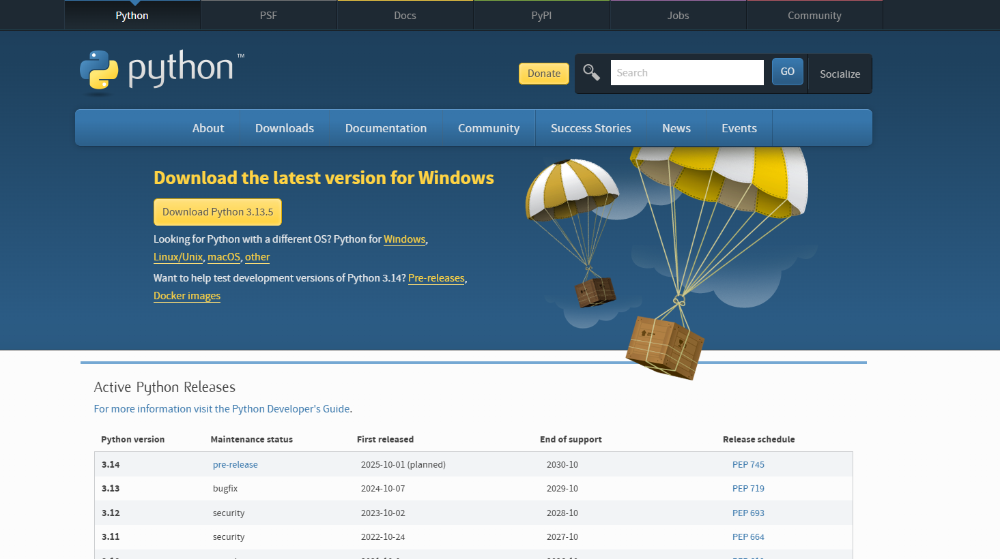 Python PSF Docs PyPI Jobs Community
python™
Donate Search GO Socialize
About Downloads Documentation Community Success Stories News Events
Download the latest version for Windows
Download Python 3.13.5
Looking for Python with a different OS? Python for Windows,
Linux/Unix, macOS, other
Want to help test development versions of Python 3.14? Pre-releases,
Docker images
Active Python Releases
For more information visit the Python Developer's Guide.
Python version Maintenance status First released End of support Release schedule
3.14 pre-release 2025-10-01 (planned) 2030-10 PEP 745
3.13 bugfix 2024-10-07 2029-10 PEP 719
3.12 security 2023-10-02 2028-10 PEP 693
3.11 security 2022-10-24 2027-10 PEP 664